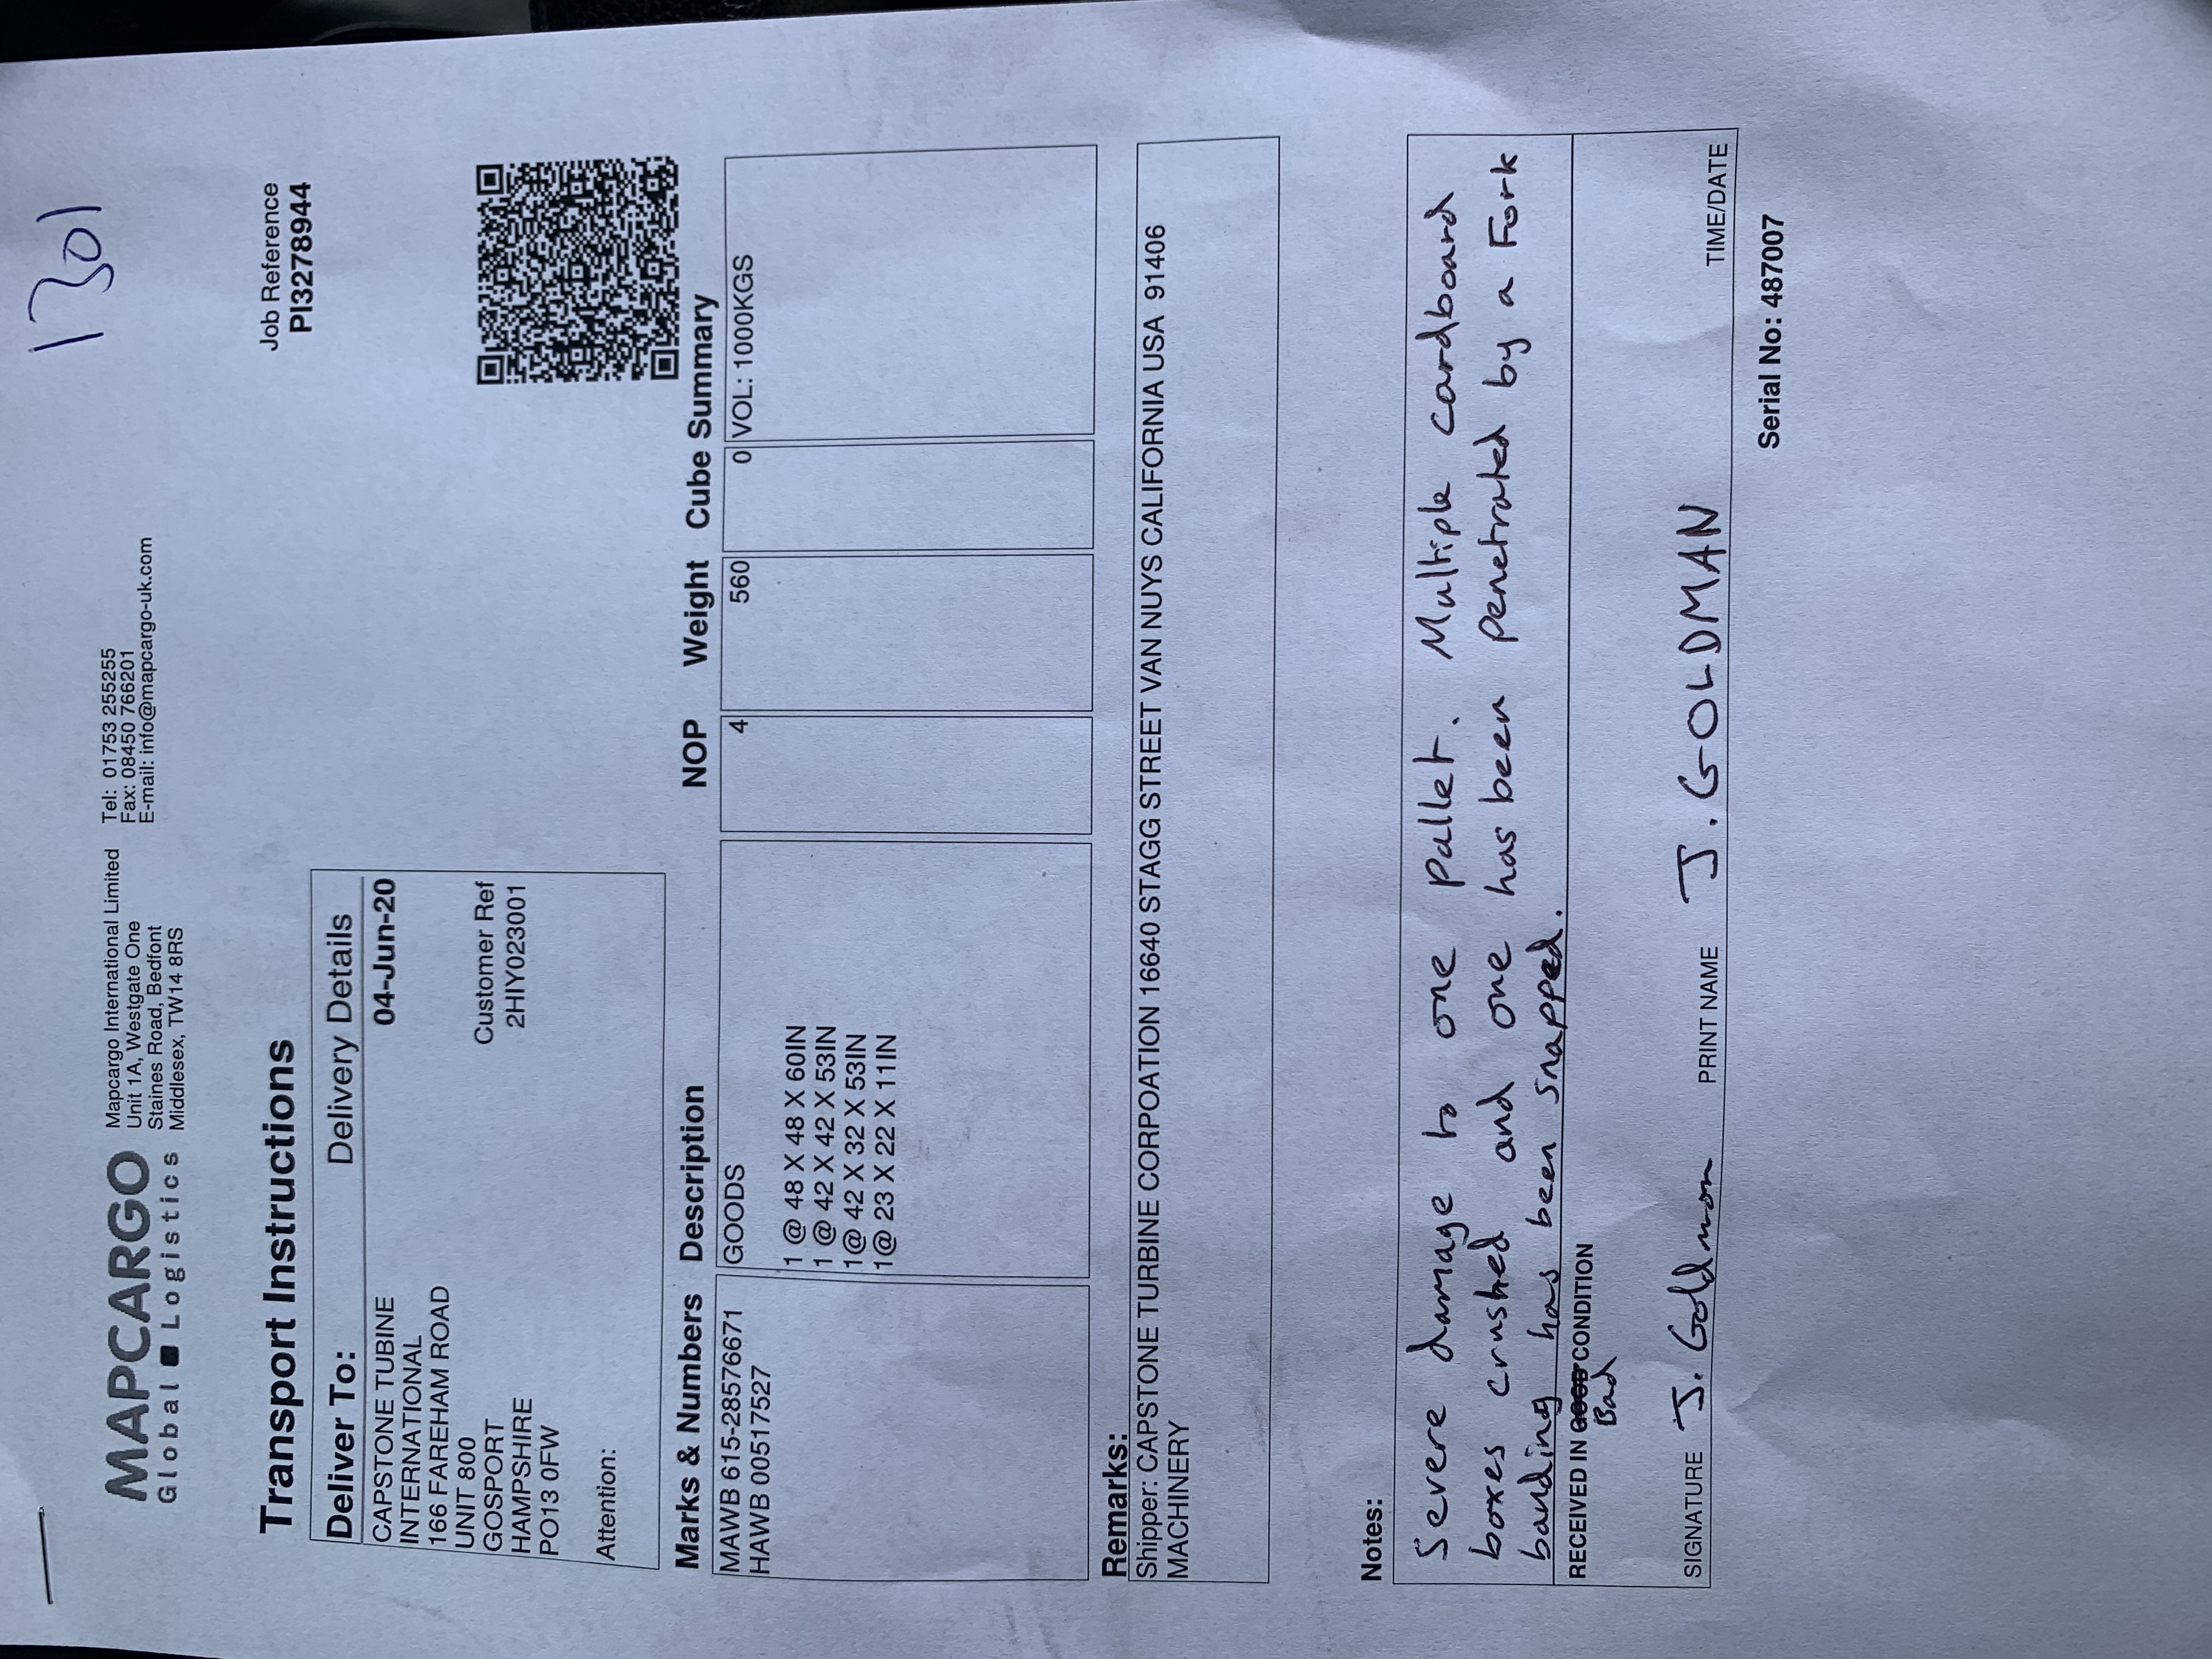 1301
MAPCARGO
Global Logistics
Mapcargo International Limited
Unit 1A, Westgate One
Staines Road, Bedfont
Middlesex, TW14 8RS
Tel: 01753 255255
Fax: 08450 766201
E-mail: info@mapcargo-uk.com
Transport Instructions
Job Reference
PI3278944
Deliver To: Delivery Details
CAPSTONE TUBINE 04-Jun-20
INTERNATIONAL
166 FAREHAM ROAD
UNIT 800
GOSPORT Customer Ref
HAMPSHIRE 2HIY023001
PO13 0FW
Attention:
Marks & Numbers Description NOP Weight Cube Summary
MAWB 615-28576671 GOODS 4 560 0 VOL: 1000KGS
HAWB 00517527
1 @ 48 X 48 X 60IN
1 @ 42 X 42 X 53IN
1@ 42 X 32 X 53IN
1@ 23 X 22 X 11IN
Remarks:
Shipper: CAPSTONE TURBINE CORPOATION 16640 STAGG STREET VAN NUYS CALIFORNIA USA 91406
MACHINERY
Notes:
Severe damage to one pallet. Multiple cardboard
boxes crushed and one has been penetrated by a Fork
banding has been snapped.
RECEIVED IN GOOD CONDITION
Bad
SIGNATURE J. Goldman PRINT NAME J. GOLDMAN TIME/DATE
Serial No: 487007